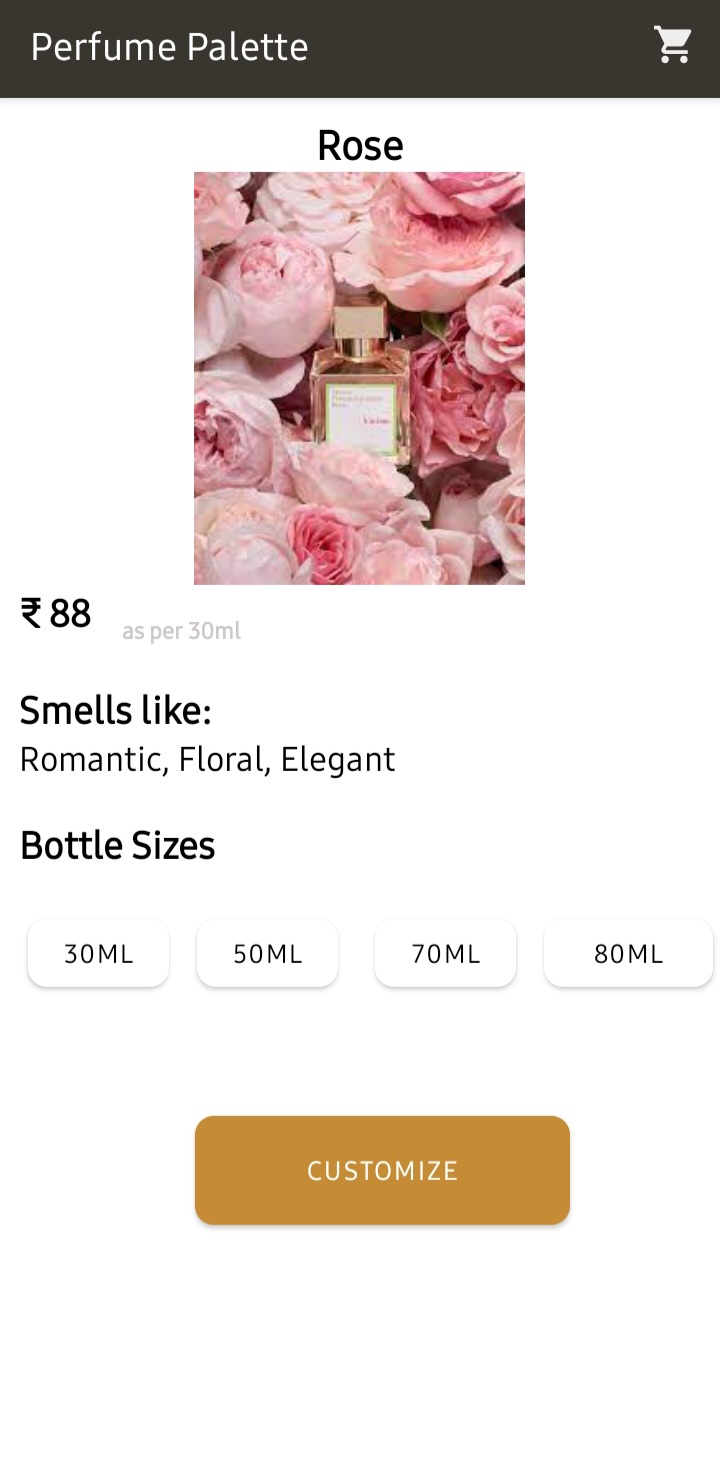 Perfume Palette
Rose
₹ 88
as per 30ml
Smells like:
Romantic, Floral, Elegant
Bottle Sizes
30ML
50ML
70ML
80ML
CUSTOMIZE